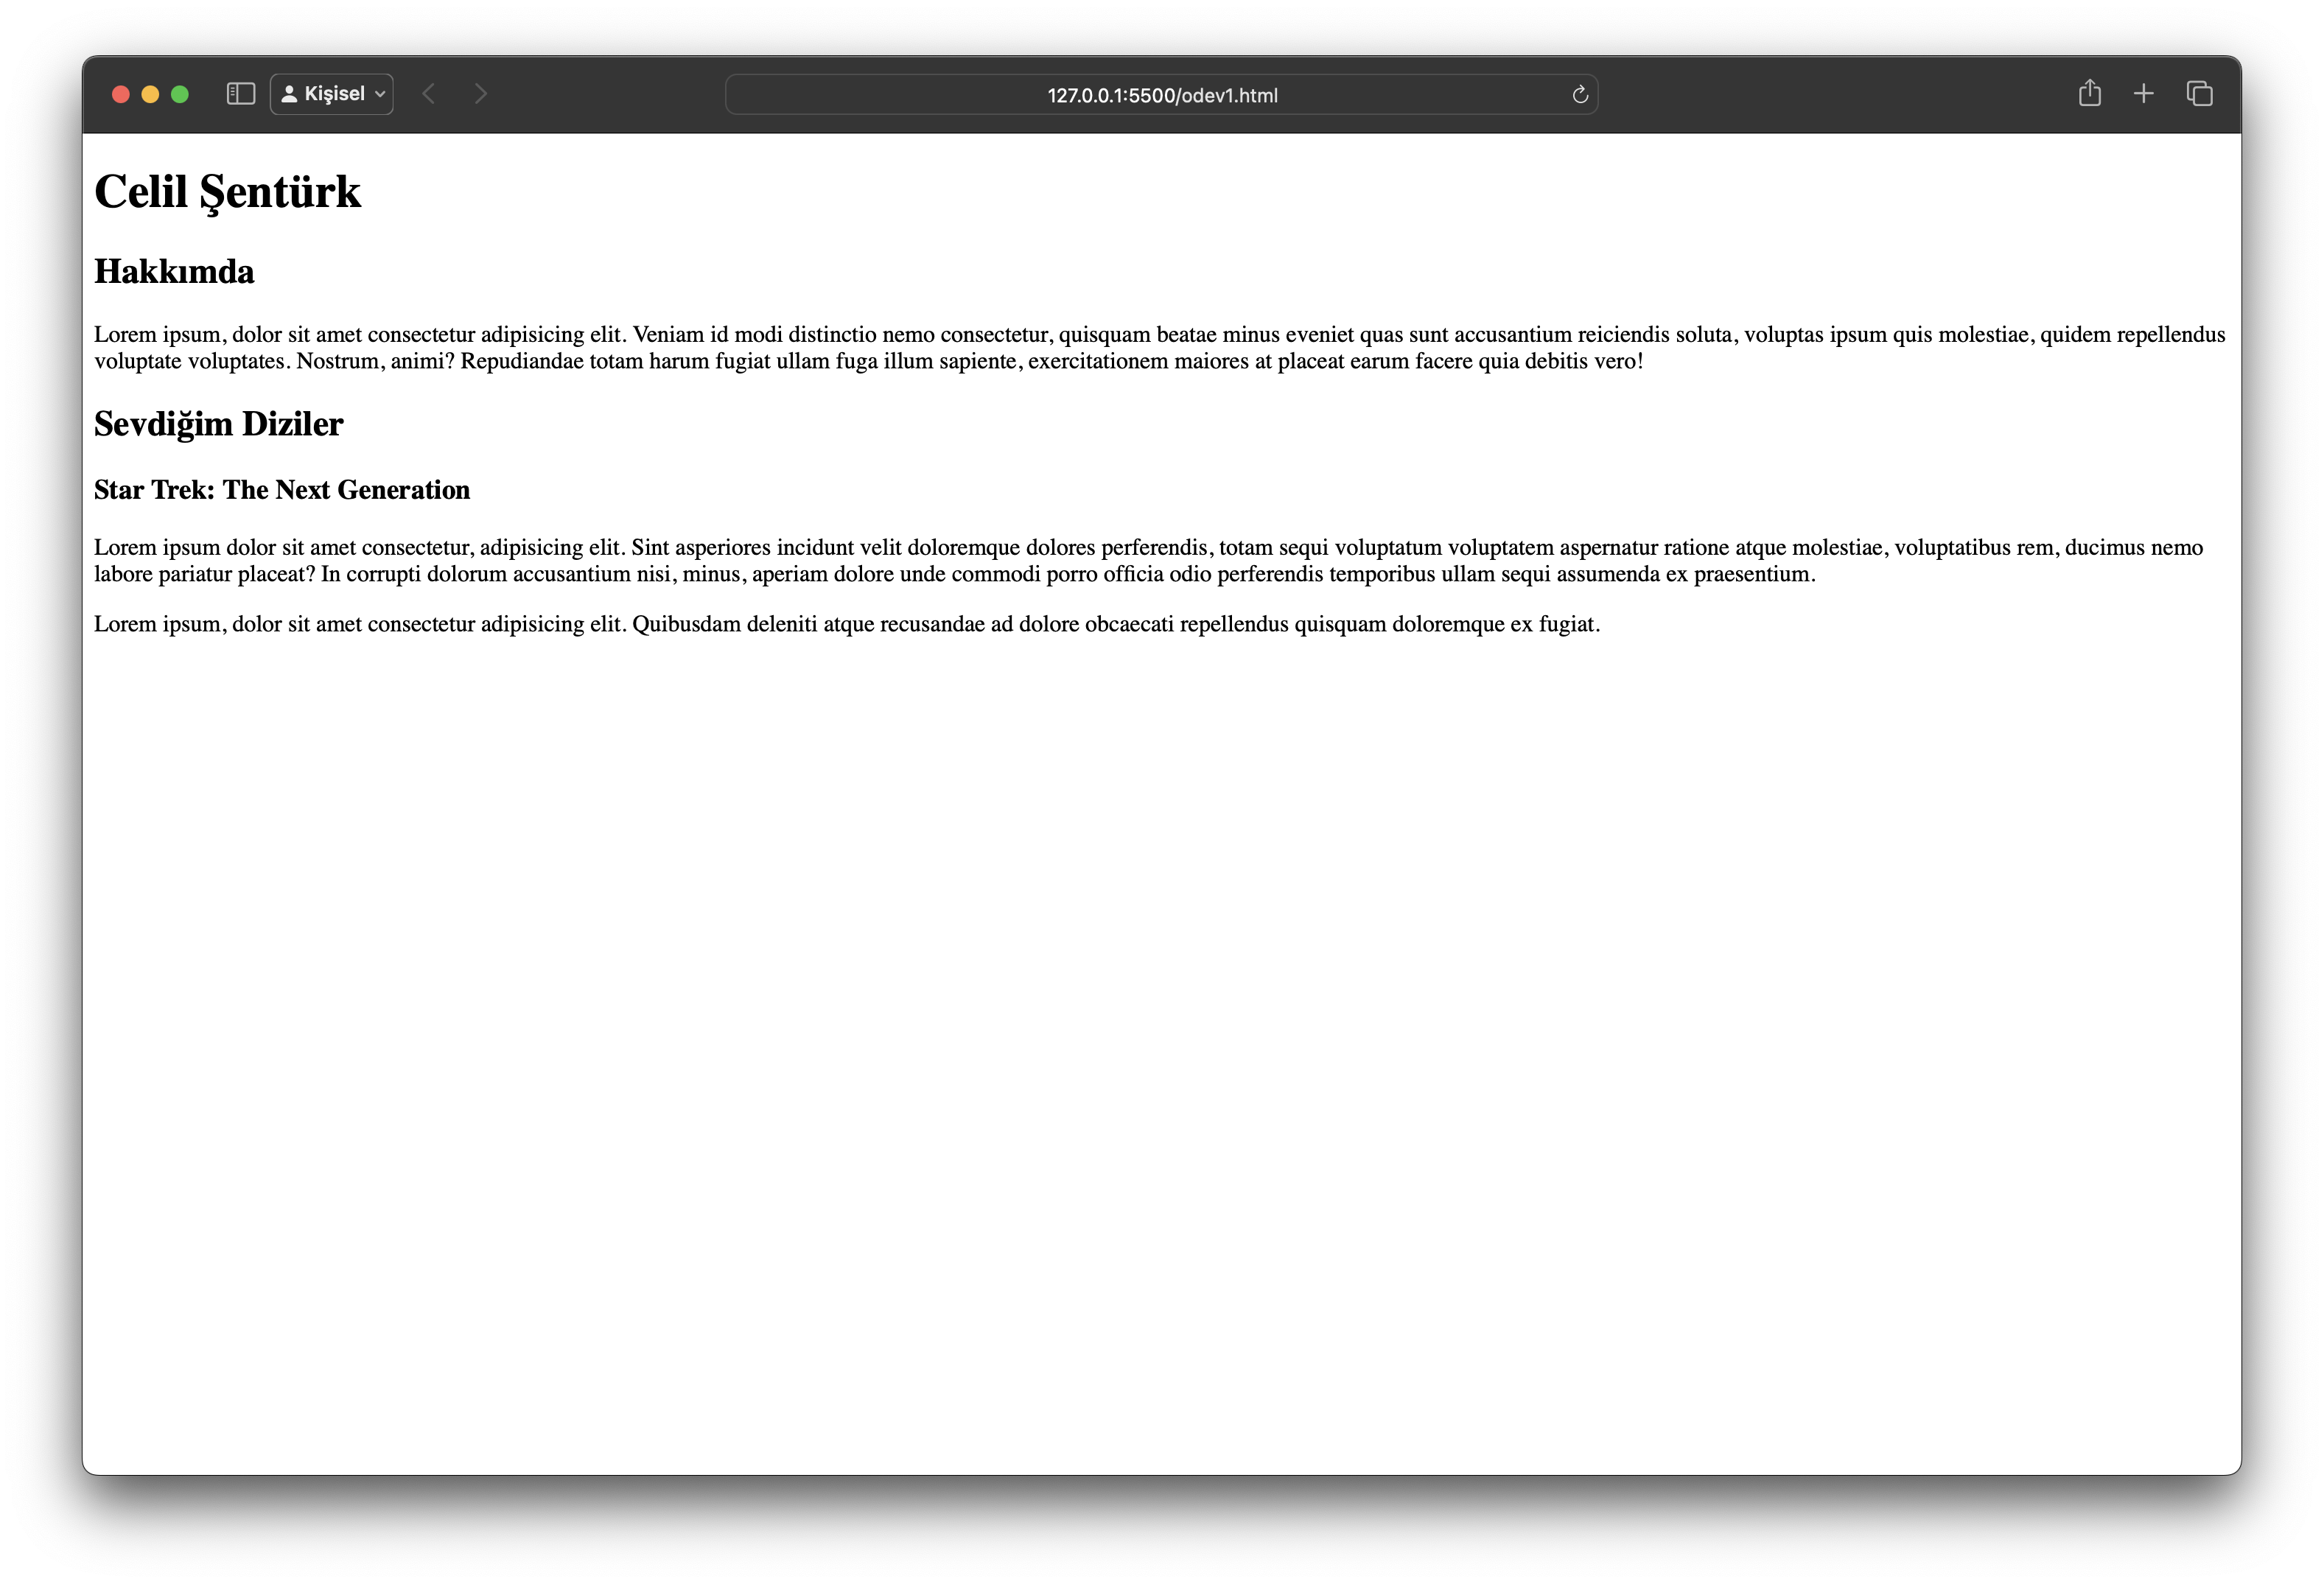 Kişisel
127.0.0.1:5500/odev1.html
Celil Şentürk
Hakkımda
Lorem ipsum, dolor sit amet consectetur adipisicing elit. Veniam id modi distinctio nemo consectetur, quisquam beatae minus eveniet quas sunt accusantium reiciendis soluta, voluptas ipsum quis molestiae, quidem repellendus
voluptate voluptates. Nostrum, animi? Repudiandae totam harum fugiat ullam fuga illum sapiente, exercitationem maiores at placeat earum facere quia debitis vero!
Sevdiğim Diziler
Star Trek: The Next Generation
Lorem ipsum dolor sit amet consectetur, adipisicing elit. Sint asperiores incidunt velit doloremque dolores perferendis, totam sequi voluptatum voluptatem aspernatur ratione atque molestiae, voluptatibus rem, ducimus nemo
labore pariatur placeat? In corrupti dolorum accusantium nisi, minus, aperiam dolore unde commodi porro officia odio perferendis temporibus ullam sequi assumenda ex praesentium.
Lorem ipsum, dolor sit amet consectetur adipisicing elit. Quibusdam deleniti atque recusandae ad dolore obcaecati repellendus quisquam doloremque ex fugiat.